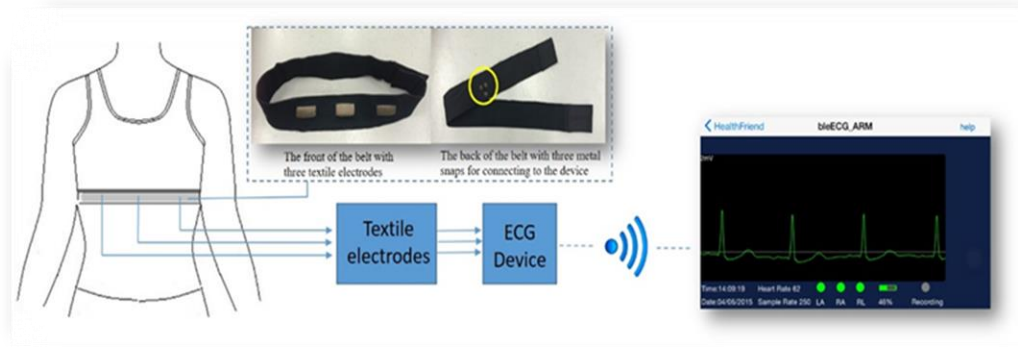 The front of the belt with
three textile electrodes
The back of the belt with three metal
snaps for connecting to the device
Textile
electrodes
ECG
Device
HealthFriend
bleECG_ARM
help
2mV
Time:14:09:19 Heart Rate 62
Date:04/06/2015 Sample Rate 250 LA RA RL 46% Recording